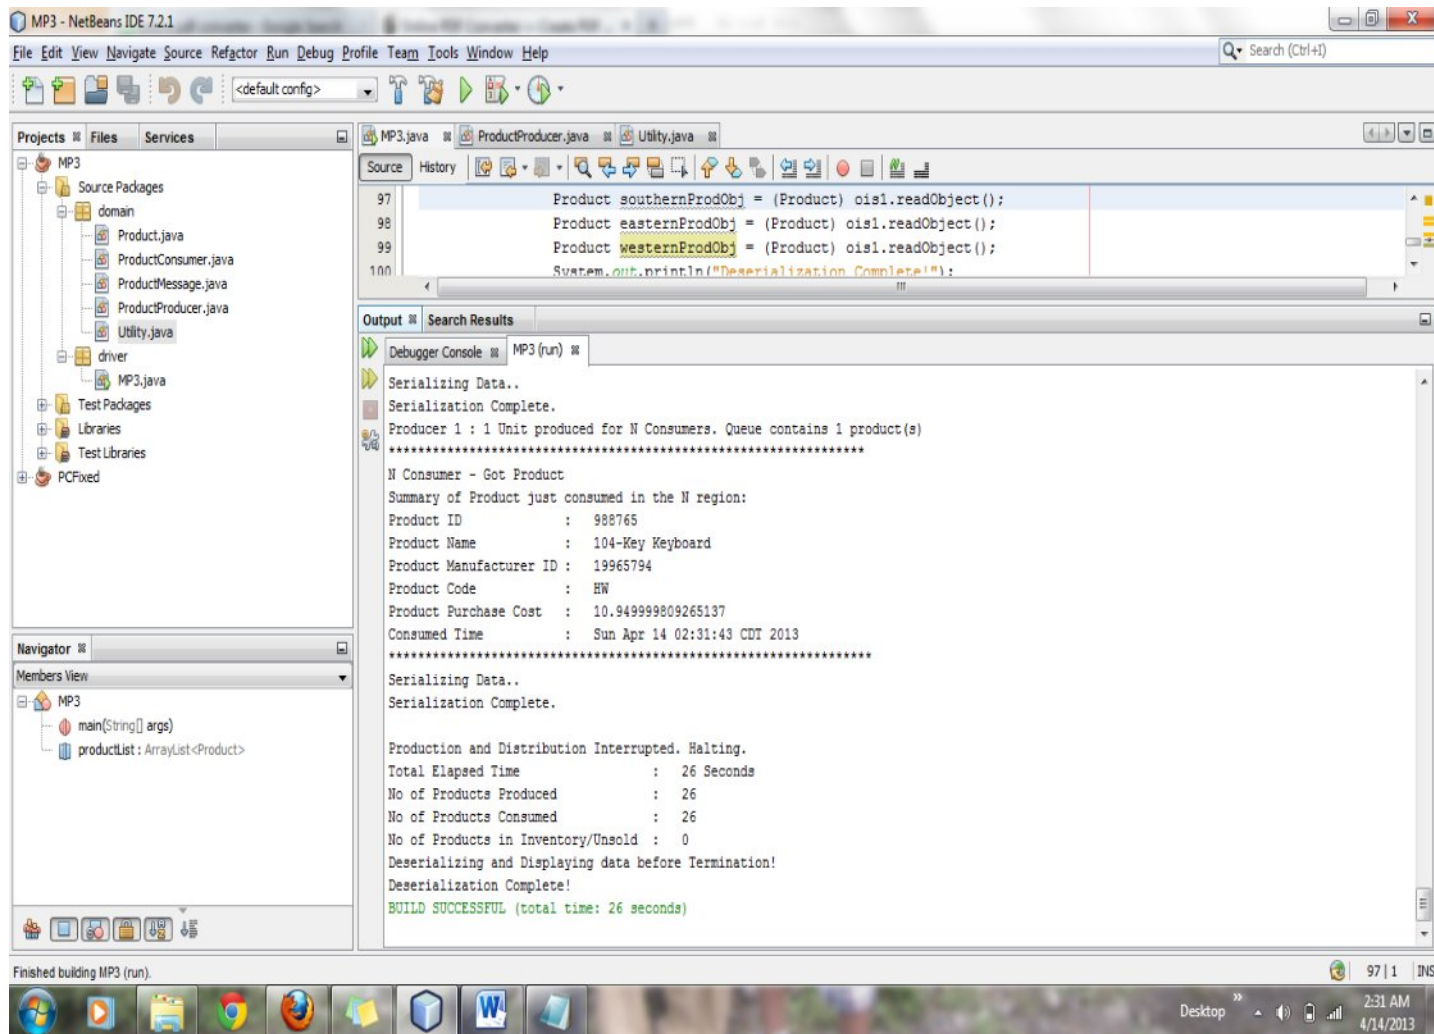 MP3 - NetBeans IDE 7.2.1
File Edit View Navigate Source Refactor Run Debug Profile Team Tools Window Help
Search (Ctrl+I)
<default config>
Projects Files Services
MP3
Source Packages
domain
Product.java
ProductConsumer.java
ProductMessage.java
ProductProducer.java
Utility.java
driver
MP3.java
Test Packages
Libraries
Test Libraries
PCFixed
Navigator
Members View
MP3
main(String[] args)
productList : ArrayList<Product>
MP3.java ProductProducer.java Utility.java
Source History
97 Product southernProdObj = (Product) ois1.readObject();
98 Product easternProdObj = (Product) ois1.readObject();
99 Product westernProdObj = (Product) ois1.readObject();
100 System.out.println("Deserialization Complete!");
Output Search Results
Debugger Console MP3 (run)
Serializing Data..
Serialization Complete.
Producer 1 : 1 Unit produced for N Consumers. Queue contains 1 product(s)
*****************************************************************
N Consumer - Got Product
Summary of Product just consumed in the N region:
Product ID : 988765
Product Name : 104-Key Keyboard
Product Manufacturer ID : 19965794
Product Code : HW
Product Purchase Cost : 10.949999809265137
Consumed Time : Sun Apr 14 02:31:43 CDT 2013
******************************************************************
Serializing Data..
Serialization Complete.
Production and Distribution Interrupted. Halting.
Total Elapsed Time : 26 Seconds
No of Products Produced : 26
No of Products Consumed : 26
No of Products in Inventory/Unsold : 0
Deserializing and Displaying data before Termination!
Deserialization Complete!
BUILD SUCCESSFUL (total time: 26 seconds)
Finished building MP3 (run).
97 | 1 INS
Desktop
2:31 AM
4/14/2013